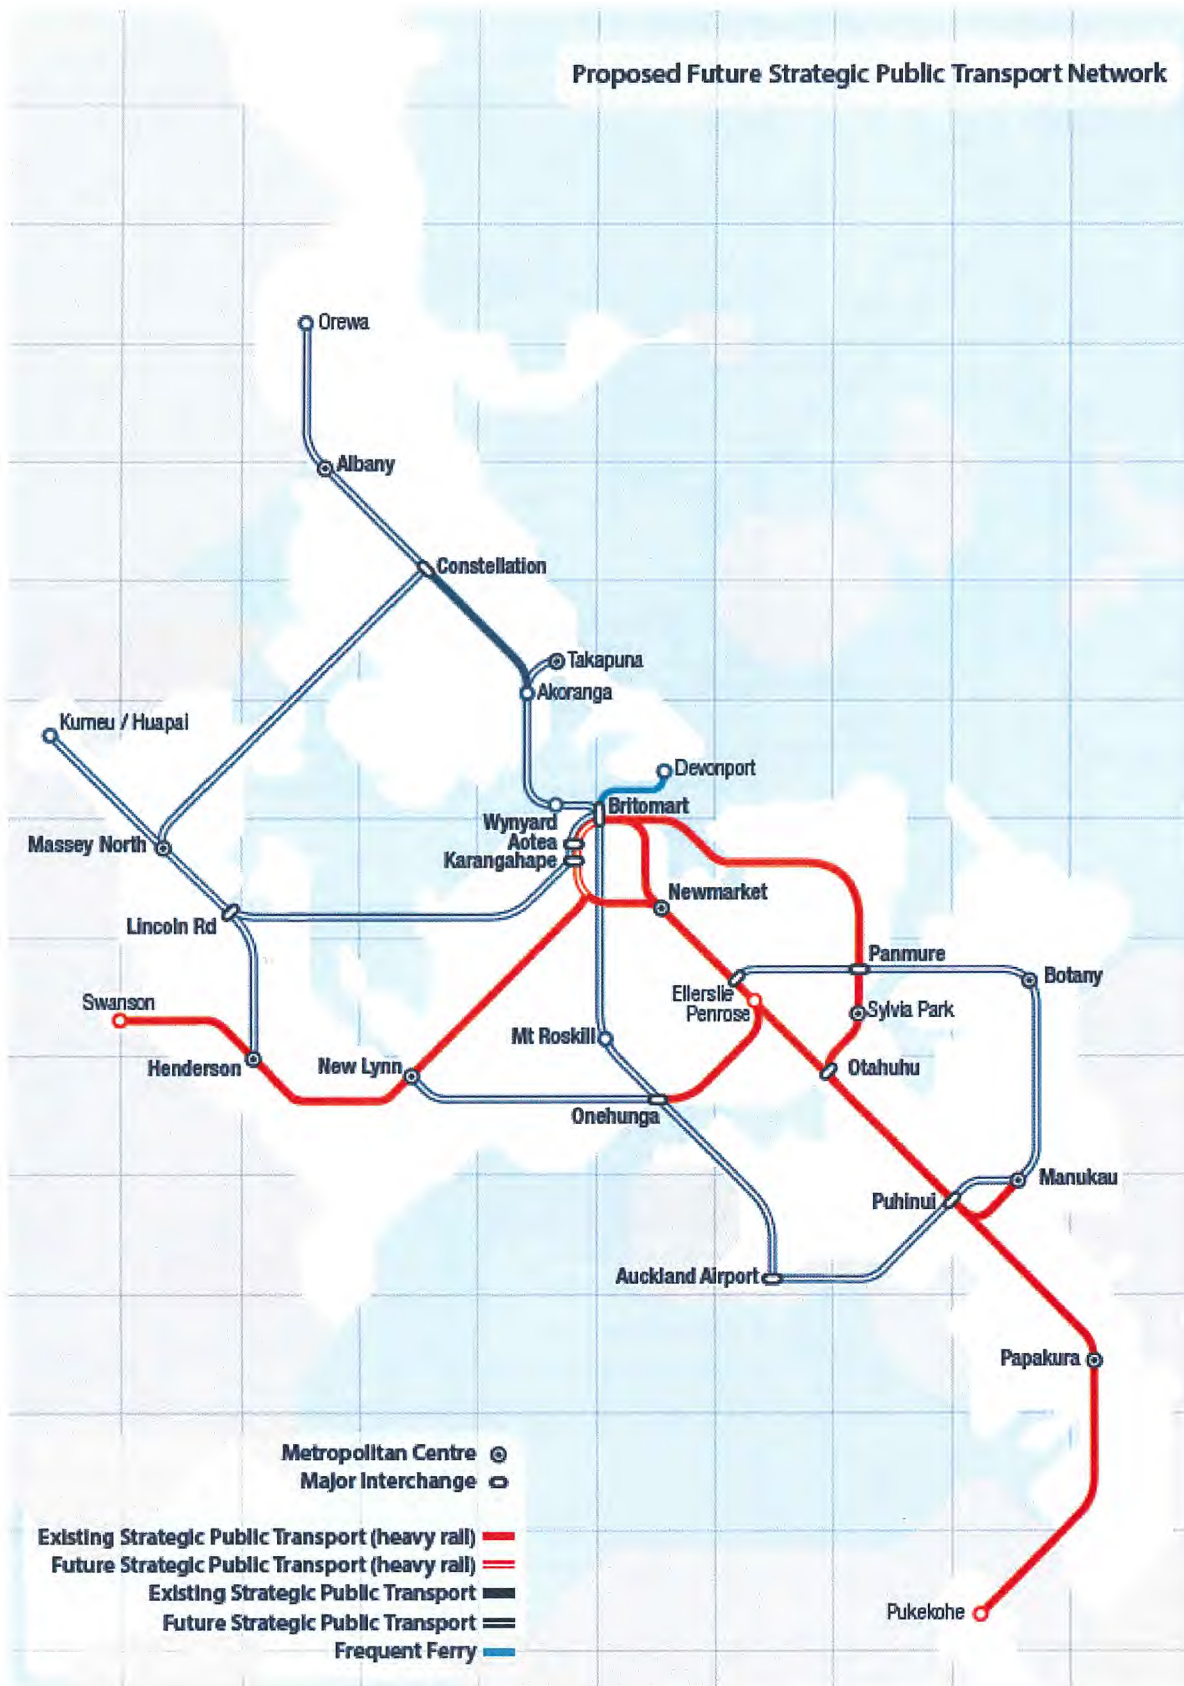 Proposed Future Strategic Public Transport Network
Orewa
Albany
Constellation
Takapuna
Akoranga
Kumeu / Huapai
Devonport
Britomart
Wynyard
Aotea
Karangahape
Massey North
Newmarket
Lincoln Rd
Panmure
Botany
Ellerslie
Penrose
Sylvia Park
Swanson
Mt Roskill
Henderson
New Lynn
Otahuhu
Onehunga
Manukau
Puhinui
Auckland Airport
Papakura
Metropolitan Centre
Major Interchange
Existing Strategic Public Transport (heavy rail)
Future Strategic Public Transport (heavy rail)
Existing Strategic Public Transport
Future Strategic Public Transport
Frequent Ferry
Pukekohe